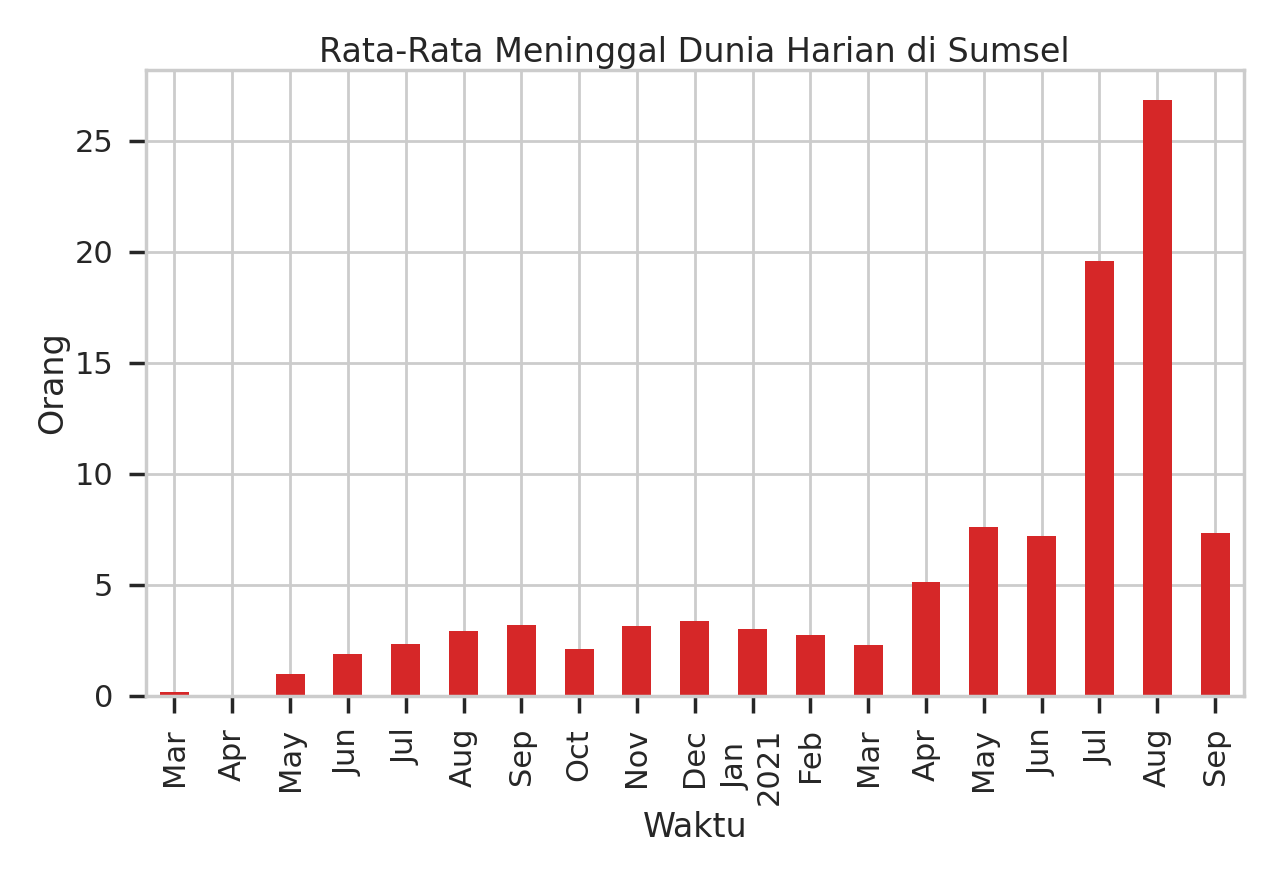 Rata-Rata Meninggal Dunia Harian di Sumsel
Orang
25
20
15
10
5
0
Mar
Apr
May
Jun
Jul
Aug
Sep
Oct
Nov
Dec
Jan
2021
Feb
Mar
Apr
May
Jun
Jul
Aug
Sep
Waktu